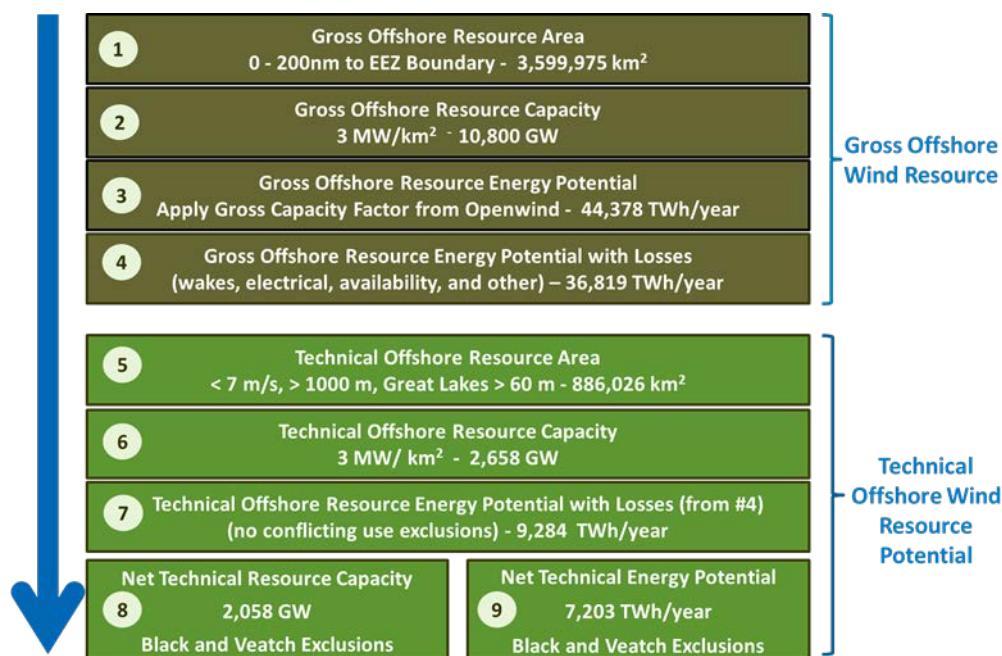 1
Gross Offshore Resource Area
0 - 200nm to EEZ Boundary - 3,599,975 km²
2
Gross Offshore Resource Capacity
3 MW/km² - 10,800 GW
3
Gross Offshore Resource Energy Potential
Apply Gross Capacity Factor from Openwind - 44,378 TWh/year
4
Gross Offshore Resource Energy Potential with Losses
(wakes, electrical, availability, and other) – 36,819 TWh/year
Gross Offshore
Wind Resource
5
Technical Offshore Resource Area
< 7 m/s, > 1000 m, Great Lakes > 60 m - 886,026 km²
6
Technical Offshore Resource Capacity
3 MW/ km² - 2,658 GW
7
Technical Offshore Resource Energy Potential with Losses (from #4)
(no conflicting use exclusions) - 9,284 TWh/year
8
Net Technical Resource Capacity
2,058 GW
Black and Veatch Exclusions
9
Net Technical Energy Potential
7,203 TWh/year
Black and Veatch Exclusions
Technical
Offshore Wind
Resource
Potential